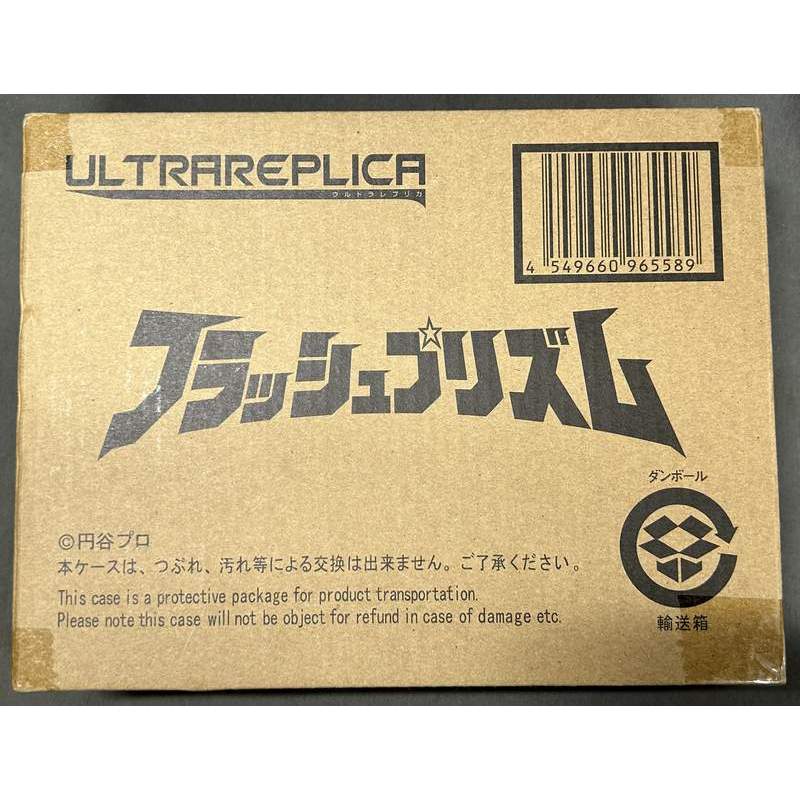 ULTRAREPLICA
ウルトラレプリカ
4 549660 965589
フラッシュプリズム
ダンボール
©円谷プロ
本ケースは、つぶれ、汚れ等による交換は出来ません。ご了承ください。
This case is a protective package for product transportation.
Please note this case will not be object for refund in case of damage etc.
輸送箱